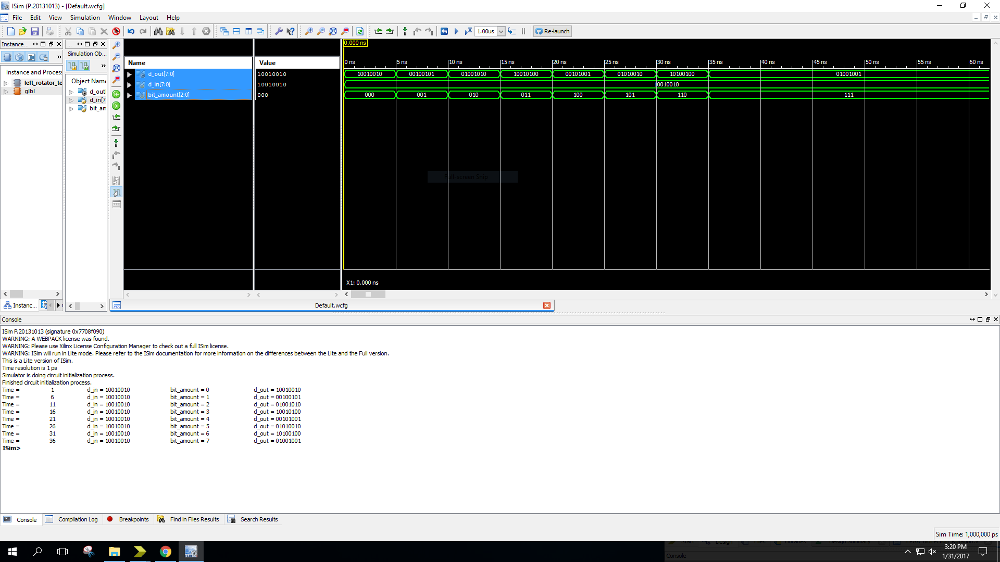 ISim (P.20131013) - [Default.wcfg]
File Edit View Simulation Window Layout Help
1.00us Re-launch
Instance...
Instance and Proces
left_rotator_te
glbl
Instanc...
...
Simulation Ob...
Object Name
d_out[
d_in[7:
bit_am
Name Value
d_out[7:0] 10010010
d_in[7:0] 10010010
bit_amount[2:0] 000
0.000 ns
0 ns 5 ns 10 ns 15 ns 20 ns 25 ns 30 ns 35 ns 40 ns 45 ns 50 ns 55 ns 60 ns
10010010 00100101 01001010 10010100 00101001 01010010 10100100 01001001
10010010
000 001 010 011 100 101 110 111
Full-screen Snip
X1: 0.000 ns
Default.wcfg
Console
ISim P.20131013 (signature 0x7708f090)
WARNING: A WEBPACK license was found.
WARNING: Please use Xilinx License Configuration Manager to check out a full ISim license.
WARNING: ISim will run in Lite mode. Please refer to the ISim documentation for more information on the differences between the Lite and the Full version.
This is a Lite version of ISim.
Time resolution is 1 ps
Simulator is doing circuit initialization process.
Finished circuit initialization process.
Time = 1 d_in = 10010010 bit_amount = 0 d_out = 10010010
Time = 6 d_in = 10010010 bit_amount = 1 d_out = 00100101
Time = 11 d_in = 10010010 bit_amount = 2 d_out = 01001010
Time = 16 d_in = 10010010 bit_amount = 3 d_out = 10010100
Time = 21 d_in = 10010010 bit_amount = 4 d_out = 00101001
Time = 26 d_in = 10010010 bit_amount = 5 d_out = 01010010
Time = 31 d_in = 10010010 bit_amount = 6 d_out = 10100100
Time = 36 d_in = 10010010 bit_amount = 7 d_out = 01001001
ISim>
Console Compilation Log Breakpoints Find in Files Results Search Results
Sim Time: 1,000,000 ps
Start Design Files Libraries Design Summary
Console
3:20 PM
1/31/2017